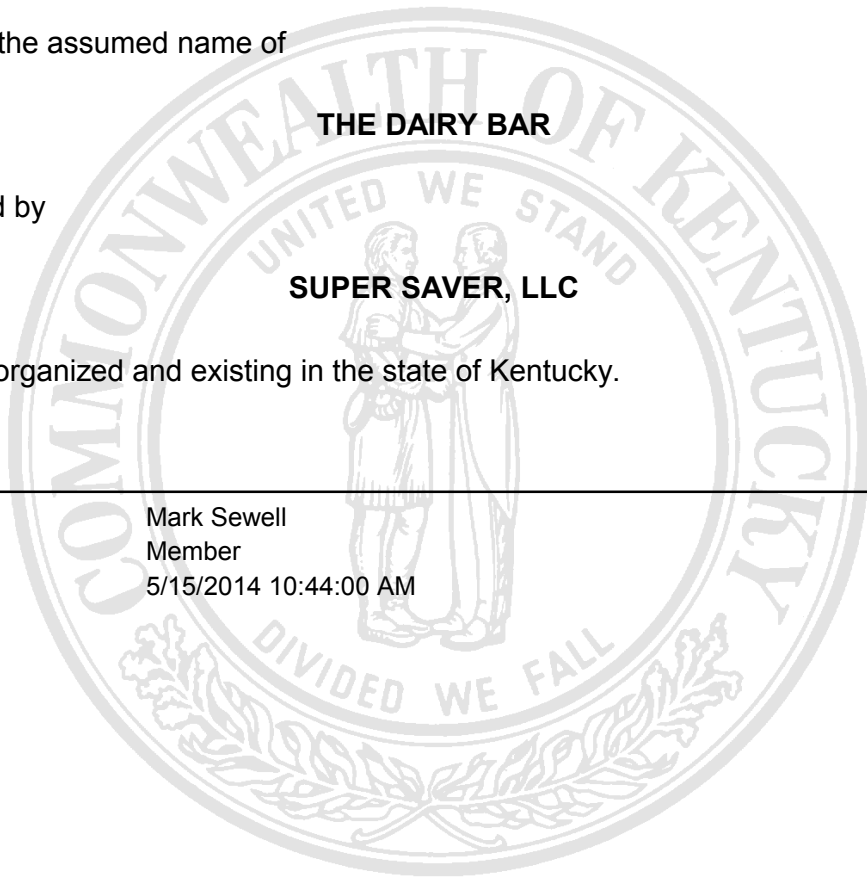 the assumed name of
THE DAIRY BAR
d by
SUPER SAVER, LLC
organized and existing in the state of Kentucky.
Mark Sewell
Member
5/15/2014 10:44:00 AM
COMMONWEALTH OF KENTUCKY
UNITED WE STAND
DIVIDED WE FALL